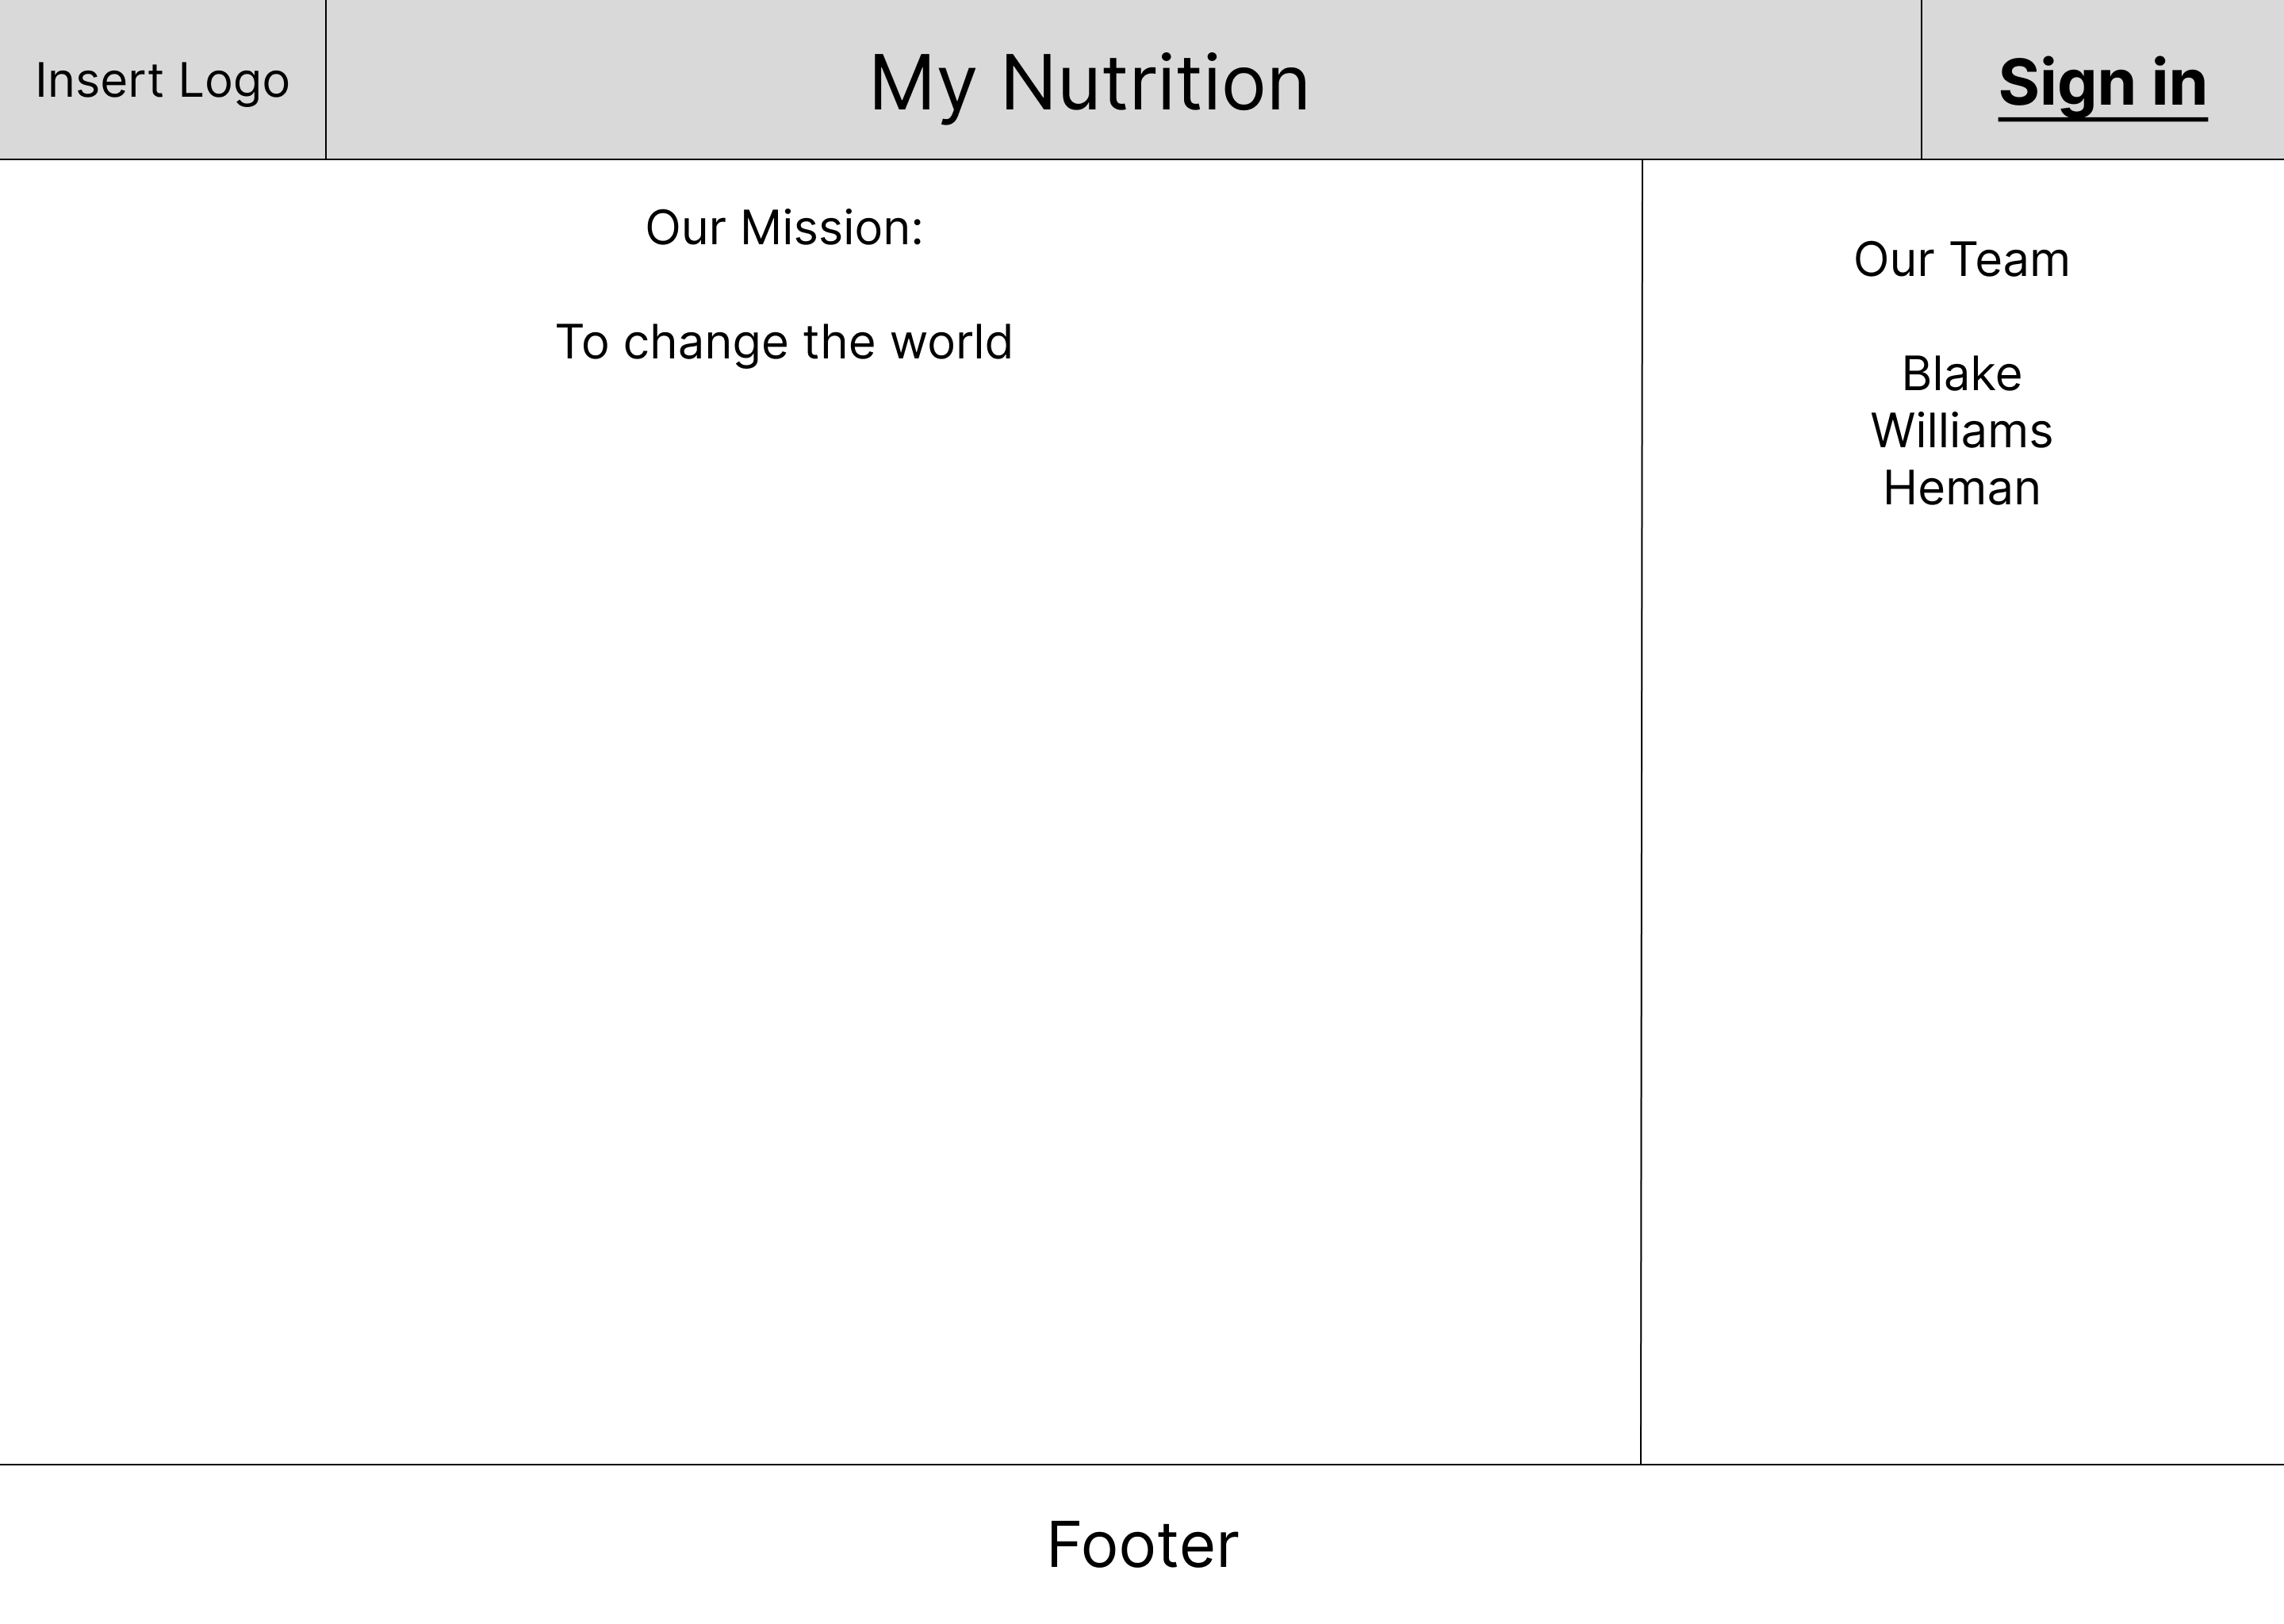 Insert Logo
My Nutrition
Sign in
Our Mission:
To change the world
Our Team
Blake
Williams
Heman
Footer